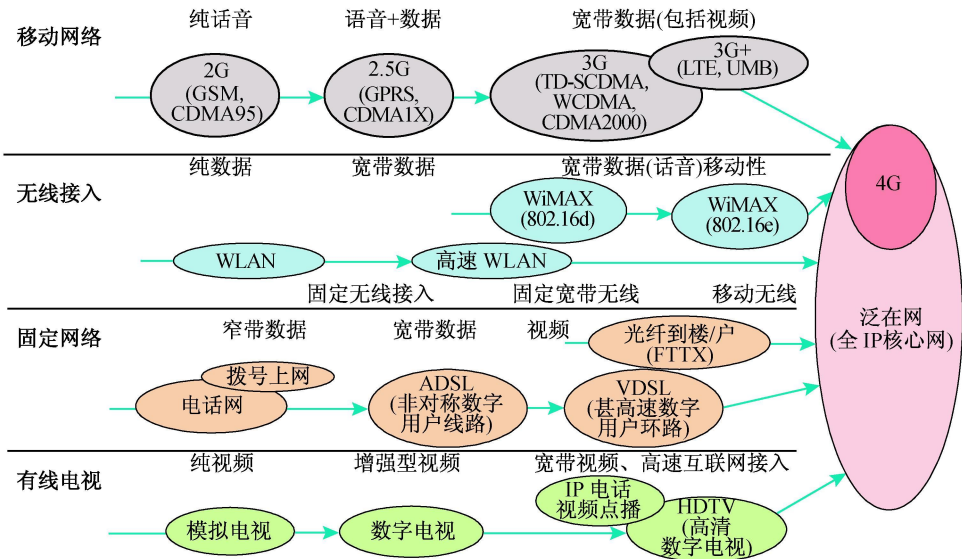 纯话音
语音+数据
宽带数据(包括视频)
移动网络
2G
(GSM,
CDMA95)
2.5G
(GPRS,
CDMA1X)
3G
(TD-SCDMA,
WCDMA,
CDMA2000)
3G+
(LTE, UMB)
纯数据
宽带数据
宽带数据(话音)移动性
无线接入
WiMAX
(802.16d)
WiMAX
(802.16e)
4G
WLAN
高速 WLAN
固定无线接入
固定宽带无线
移动无线
泛在网
(全 IP核心网)
窄带数据
宽带数据
视频
固定网络
光纤到楼/户
(FTTX)
拨号上网
电话网
ADSL
(非对称数字
用户线路)
VDSL
(甚高速数字
用户环路)
纯视频
增强型视频
宽带视频、高速互联网接入
有线电视
IP 电话
视频点播
模拟电视
数字电视
HDTV
(高清
数字电视)